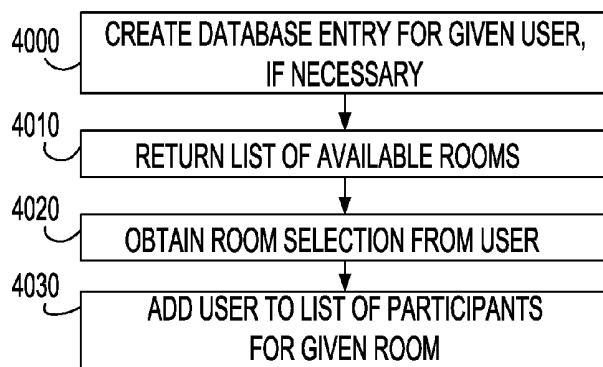 4000
CREATE DATABASE ENTRY FOR GIVEN USER,
IF NECESSARY
4010
RETURN LIST OF AVAILABLE ROOMS
4020
OBTAIN ROOM SELECTION FROM USER
4030
ADD USER TO LIST OF PARTICIPANTS
FOR GIVEN ROOM